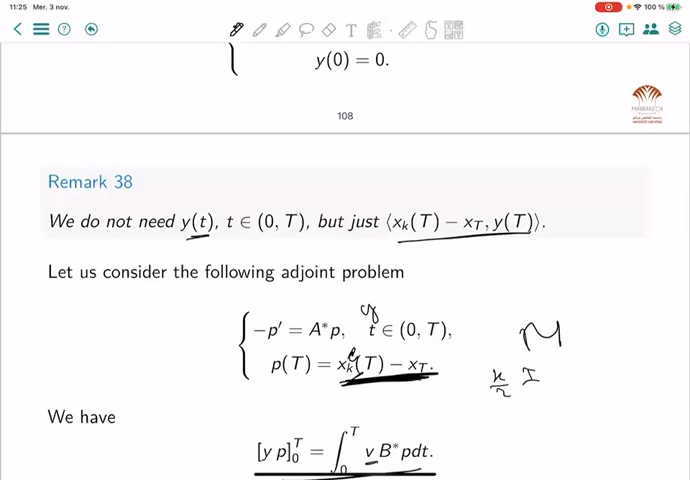 11:25 Mer. 3 nov. 100 %
y(0) = 0.
MARRAKECH
108
Remark 38
We do not need y(t), t ∈ (0, T), but just ⟨x_k(T) − x_T, y(T)⟩.
Let us consider the following adjoint problem
−p′ = A*p, t ∈ (0, T),
p(T) = x_k(T) − x_T.
We have
[y p]_0^T = ∫_0^T v B* p dt.